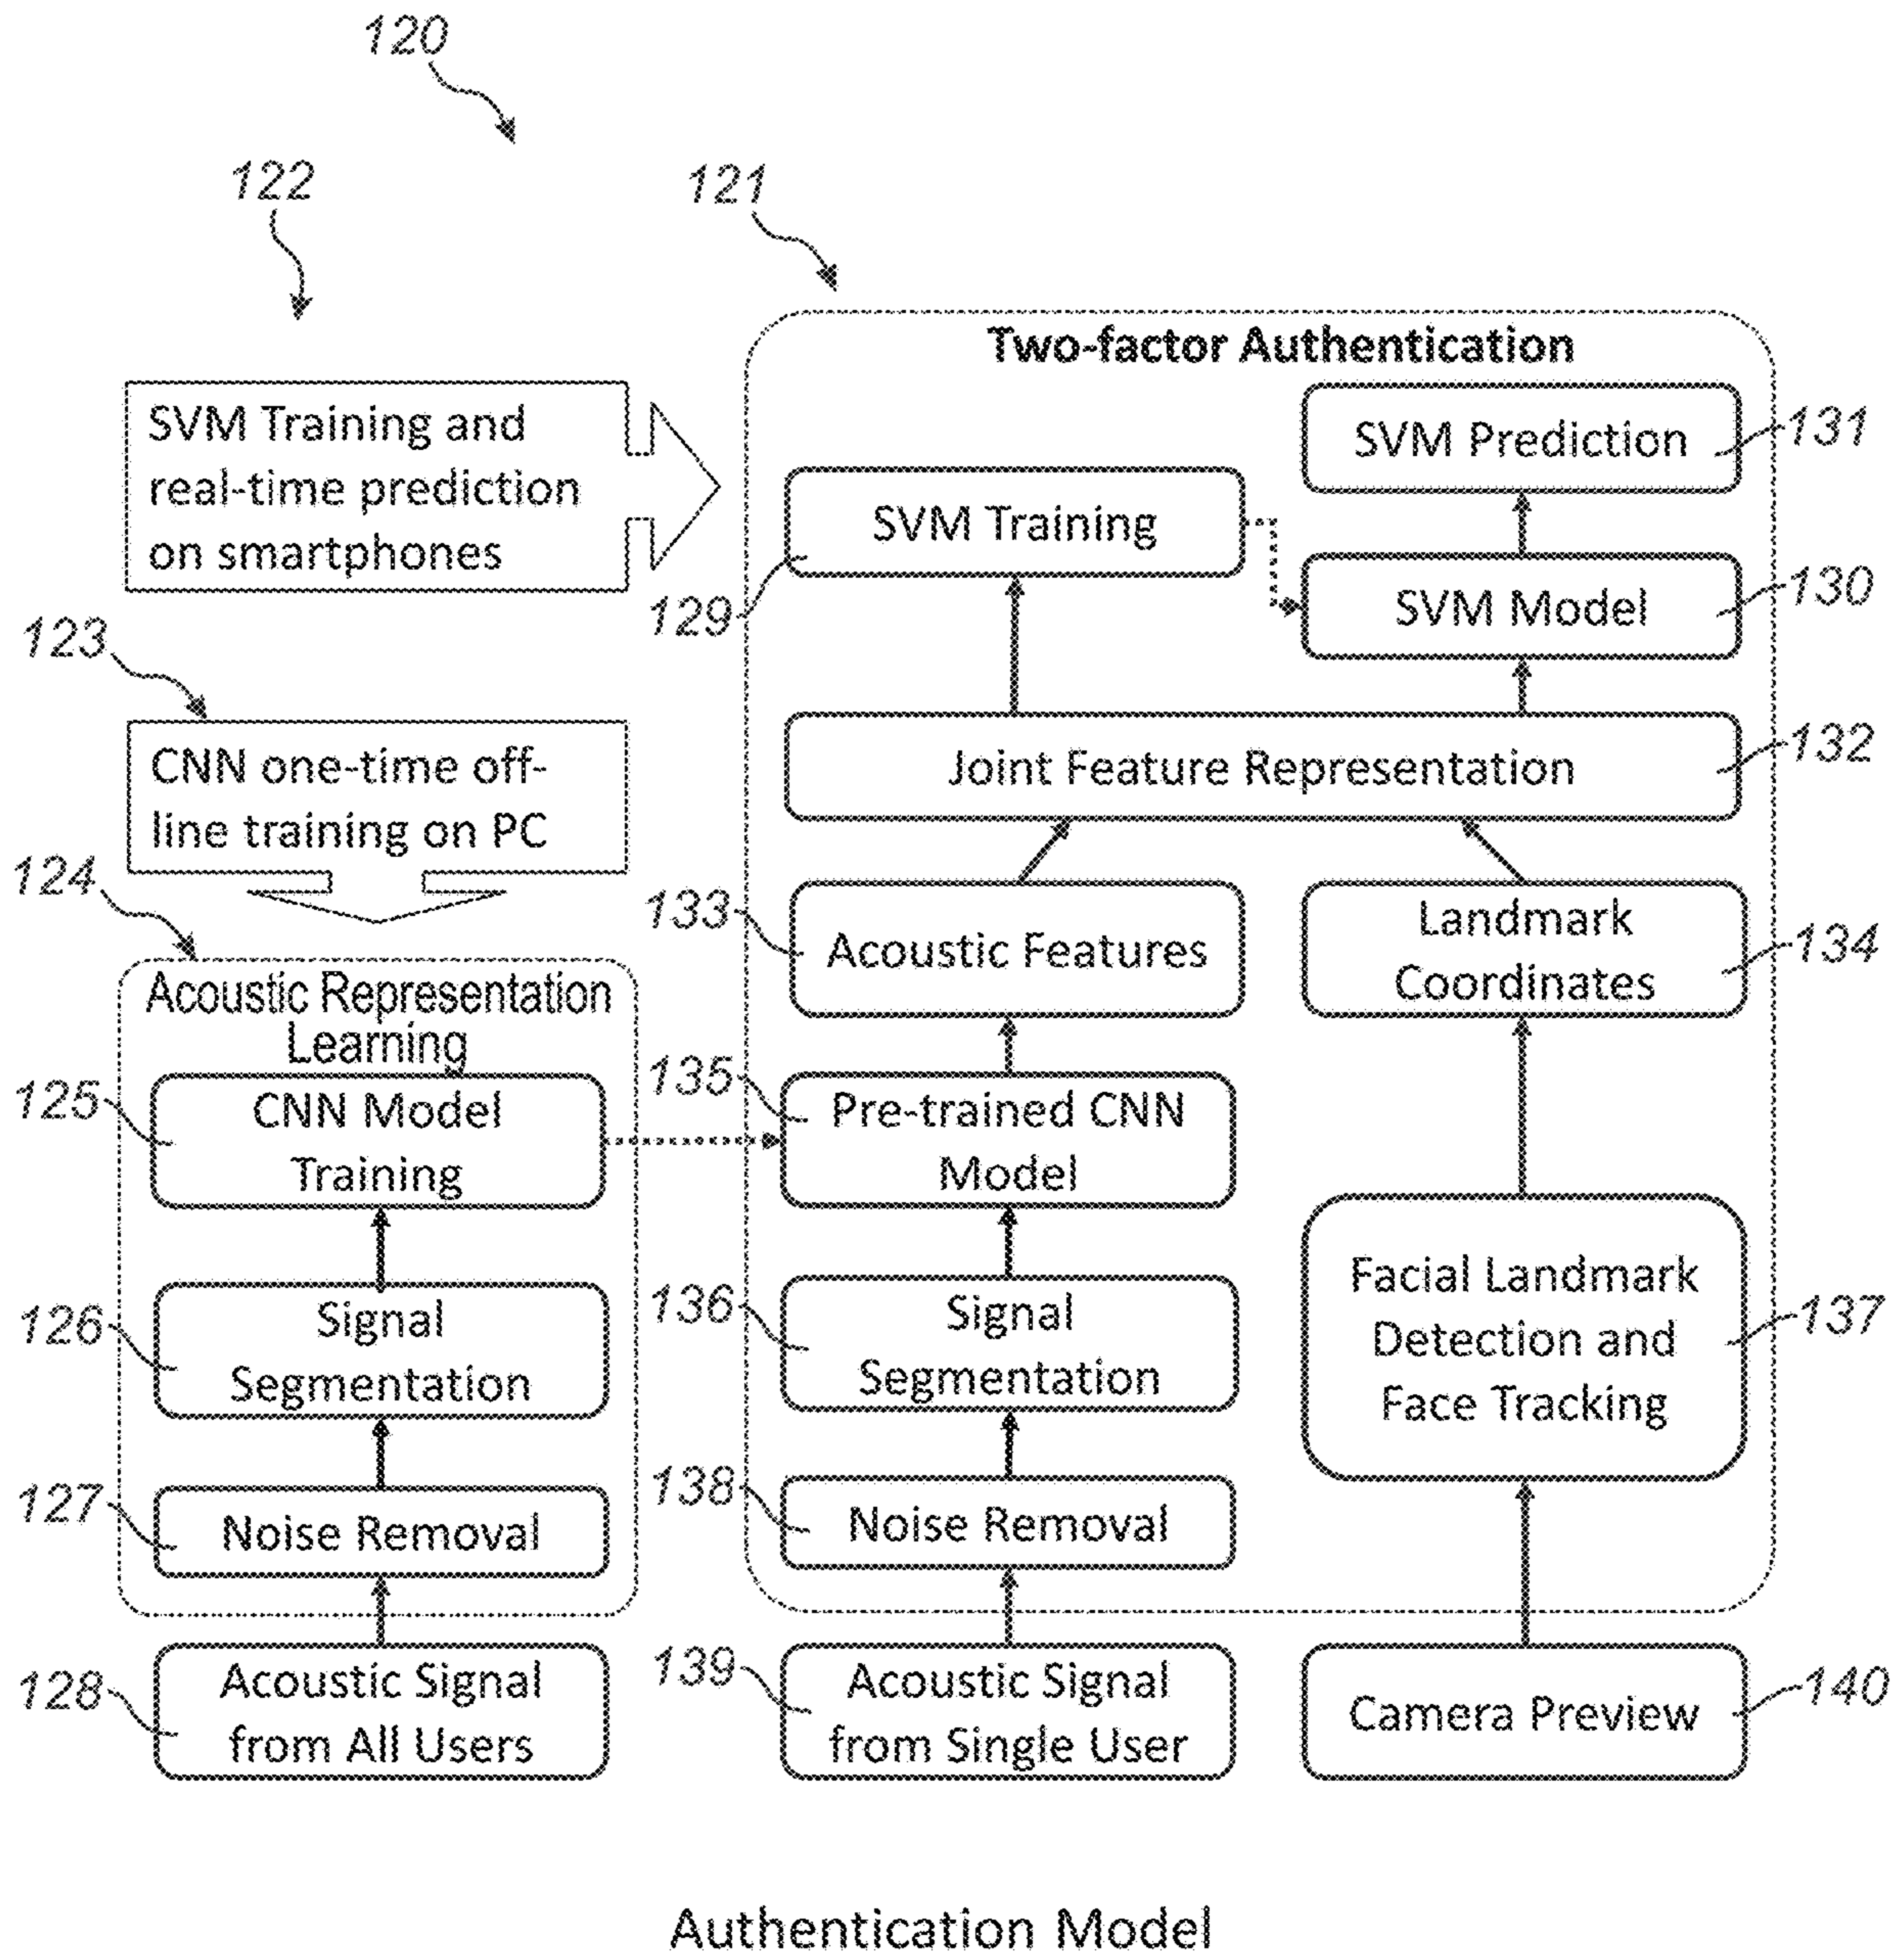 120
122
121
Two-factor Authentication
SVM Training and
real-time prediction
on smartphones
SVM Prediction
131
SVM Training
129
SVM Model
130
123
CNN one-time off-
line training on PC
Joint Feature Representation
132
124
Acoustic Representation
Learning
133
Acoustic Features
Landmark
Coordinates
134
125
CNN Model
Training
135
Pre-trained CNN
Model
126
Signal
Segmentation
136
Signal
Segmentation
Facial Landmark
Detection and
Face Tracking
137
127
Noise Removal
138
Noise Removal
128
Acoustic Signal
from All Users
139
Acoustic Signal
from Single User
Camera Preview
140
Authentication Model